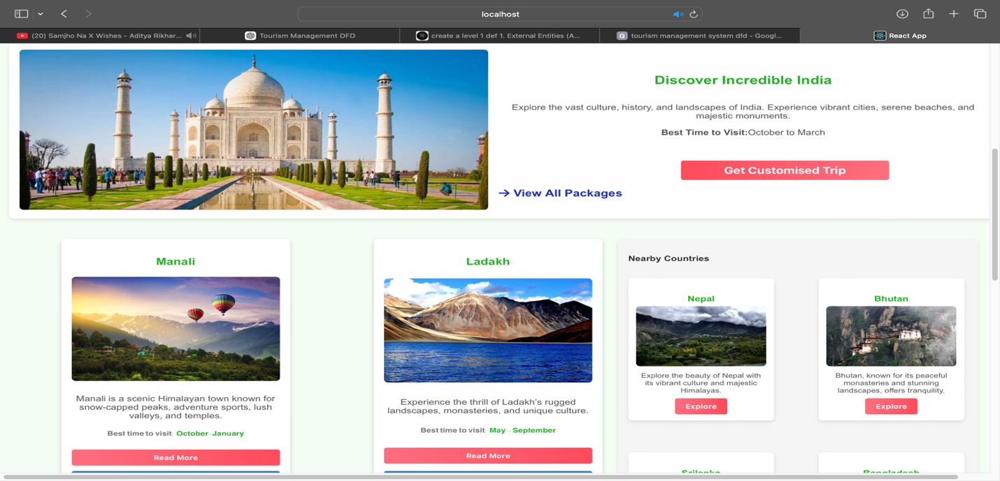 localhost
(20) Samjho Na X Wishes - Aditya Rikhar...
Tourism Management DFD
create a level 1 def 1. External Entities (A...
G tourism management system dfd - Googl...
React App
Discover Incredible India
Explore the vast culture, history, and landscapes of India. Experience vibrant cities, serene beaches, and
majestic monuments.
Best Time to Visit:October to March
Get Customised Trip
→ View All Packages
Manali
Manali is a scenic Himalayan town known for
snow-capped peaks, adventure sports, lush
valleys, and temples.
Best time to visit: October-January
Read More
Ladakh
Experience the thrill of Ladakh's rugged
landscapes, monasteries, and unique culture.
Best time to visit: May - September
Read More
Nearby Countries
Nepal
Explore the beauty of Nepal with
its vibrant culture and majestic
Himalayas.
Explore
Bhutan
Bhutan, known for its peaceful
monasteries and stunning
landscapes, offers tranquility.
Explore
Srilanka
Bangladesh